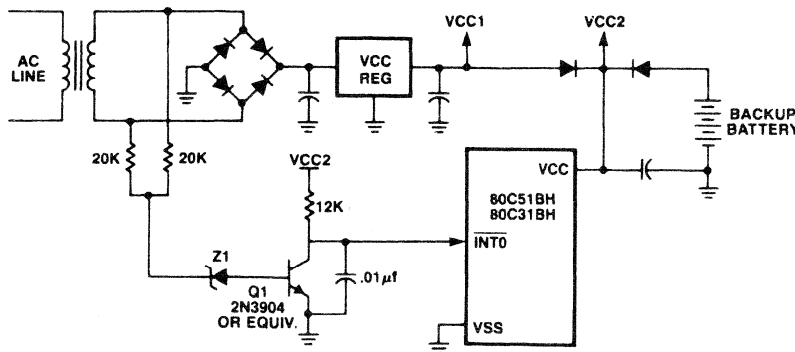 VCC1
VCC2
AC
LINE
VCC
REG
BACKUP
BATTERY
20K
20K
VCC2
12K
VCC
80C51BH
80C31BH
INT0
Z1
.01µf
Q1
2N3904
OR EQUIV.
VSS